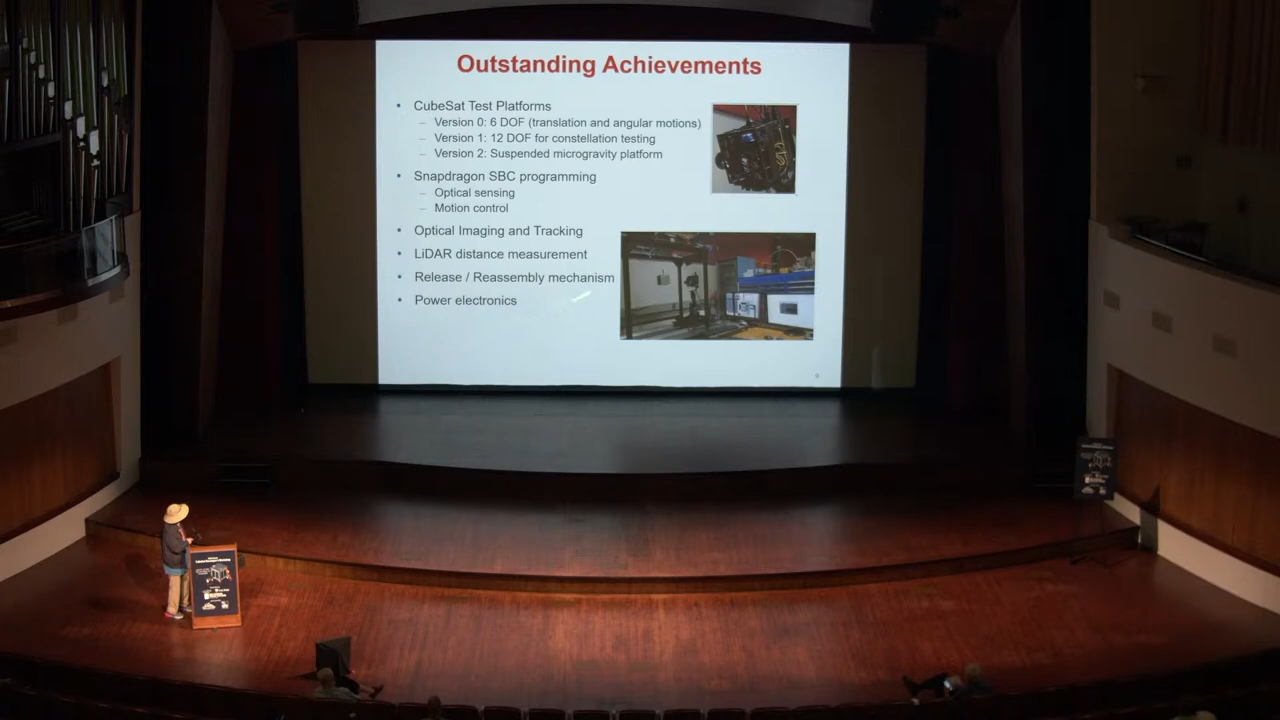 Outstanding Achievements
• CubeSat Test Platforms
– Version 0: 6 DOF (translation and angular motions)
– Version 1: 12 DOF for constellation testing
– Version 2: Suspended microgravity platform
• Snapdragon SBC programming
– Optical sensing
– Motion control
• Optical Imaging and Tracking
• LiDAR distance measurement
• Release / Reassembly mechanism
• Power electronics